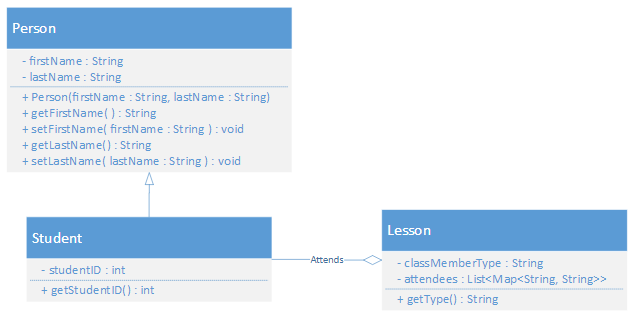 Person
- firstName : String
- lastName : String
+ Person(firstName : String, lastName : String)
+ getFirstName( ) : String
+ setFirstName( firstName : String ) : void
+ getLastName() : String
+ setLastName( lastName : String ) : void
Student
- studentID : int
+ getStudentID() : int
Attends
Lesson
- classMemberType : String
- attendees : List<Map<String, String>>
+ getType() : String